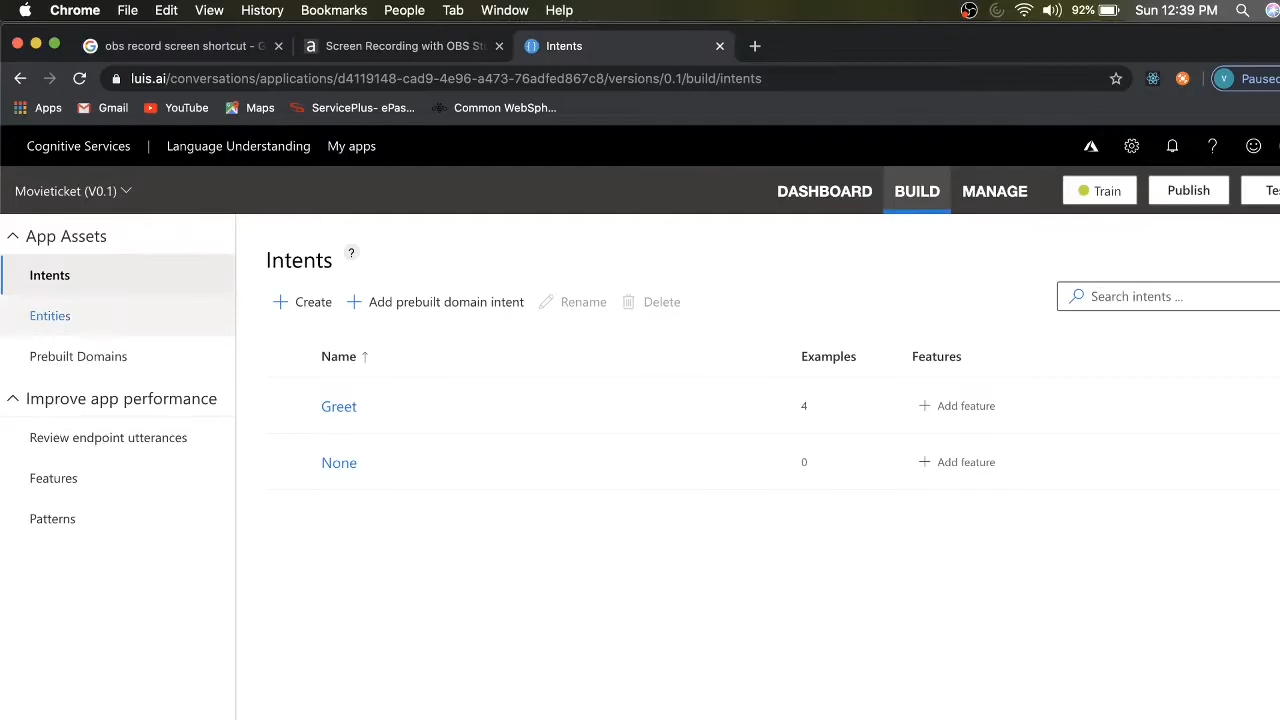 Chrome File Edit View History Bookmarks People Tab Window Help 92% Sun 12:39 PM
obs record screen shortcut - G Screen Recording with OBS St Intents
luis.ai/conversations/applications/d4119148-cad9-4e96-a473-76adfed867c8/versions/0.1/build/intents V Paused
Apps Gmail YouTube Maps ServicePlus- ePas... Common WebSph...
Cognitive Services | Language Understanding My apps
Movieticket (V0.1) DASHBOARD BUILD MANAGE Train Publish Te
App Assets
Intents
Entities
Prebuilt Domains
Improve app performance
Review endpoint utterances
Features
Patterns
Intents ?
Create Add prebuilt domain intent Rename Delete
Search intents ...
Name ↑ Examples Features
Greet 4 Add feature
None 0 Add feature